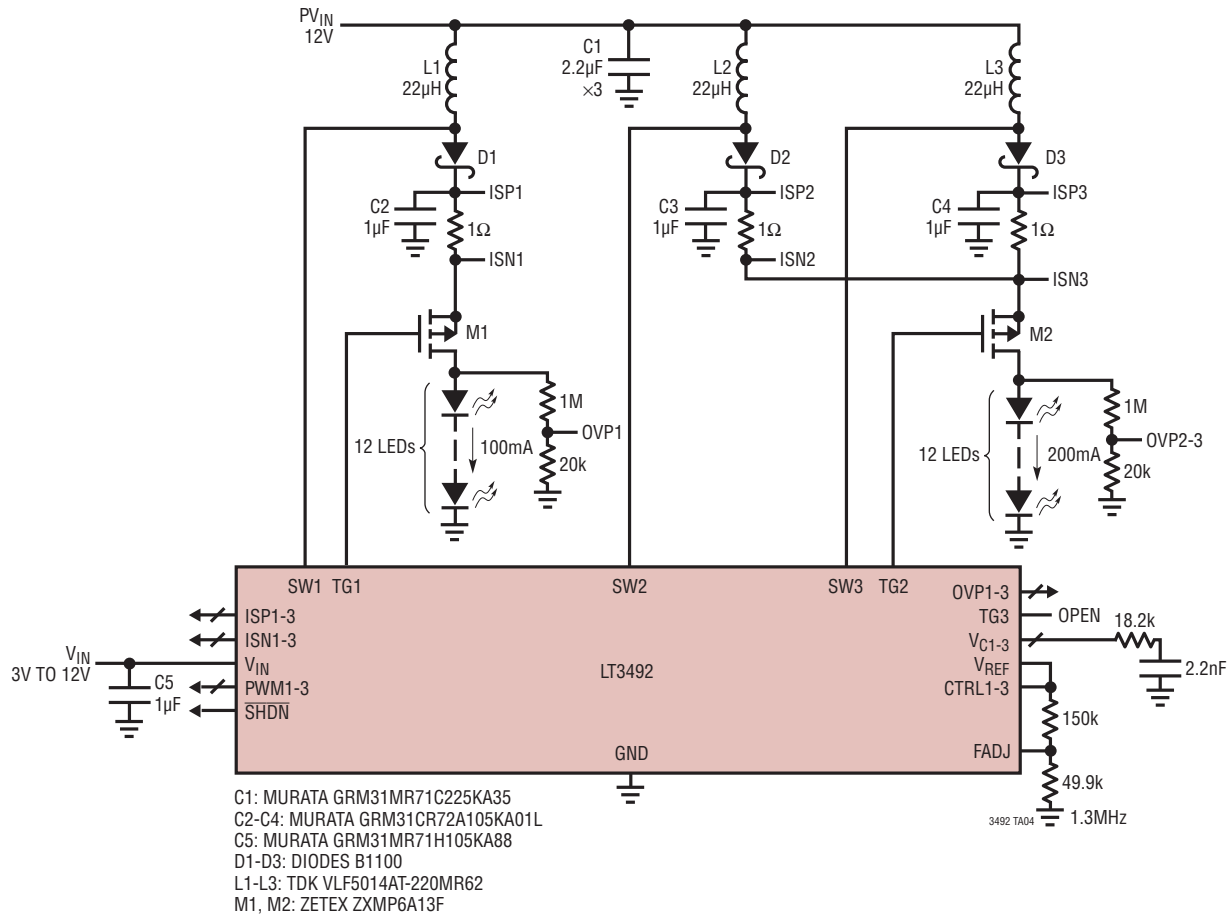 PVIN
12V
C1
2.2µF
×3
L1
22µH
L2
22µH
L3
22µH
D1
D2
D3
ISP1
ISP2
ISP3
C2
1µF
1Ω
C3
1µF
1Ω
C4
1µF
1Ω
ISN1
ISN2
ISN3
M1
M2
1M
1M
12 LEDs
100mA
OVP1
12 LEDs
200mA
OVP2-3
20k
20k
SW1 TG1
SW2
SW3 TG2
OVP1-3
ISP1-3
TG3
OPEN
18.2k
ISN1-3
VC1-3
VIN
3V TO 12V
VIN
LT3492
VREF
2.2nF
C5
1µF
PWM1-3
CTRL1-3
SHDN
150k
GND
FADJ
49.9k
3492 TA04
1.3MHz
C1: MURATA GRM31MR71C225KA35
C2-C4: MURATA GRM31CR72A105KA01L
C5: MURATA GRM31MR71H105KA88
D1-D3: DIODES B1100
L1-L3: TDK VLF5014AT-220MR62
M1, M2: ZETEX ZXMP6A13F